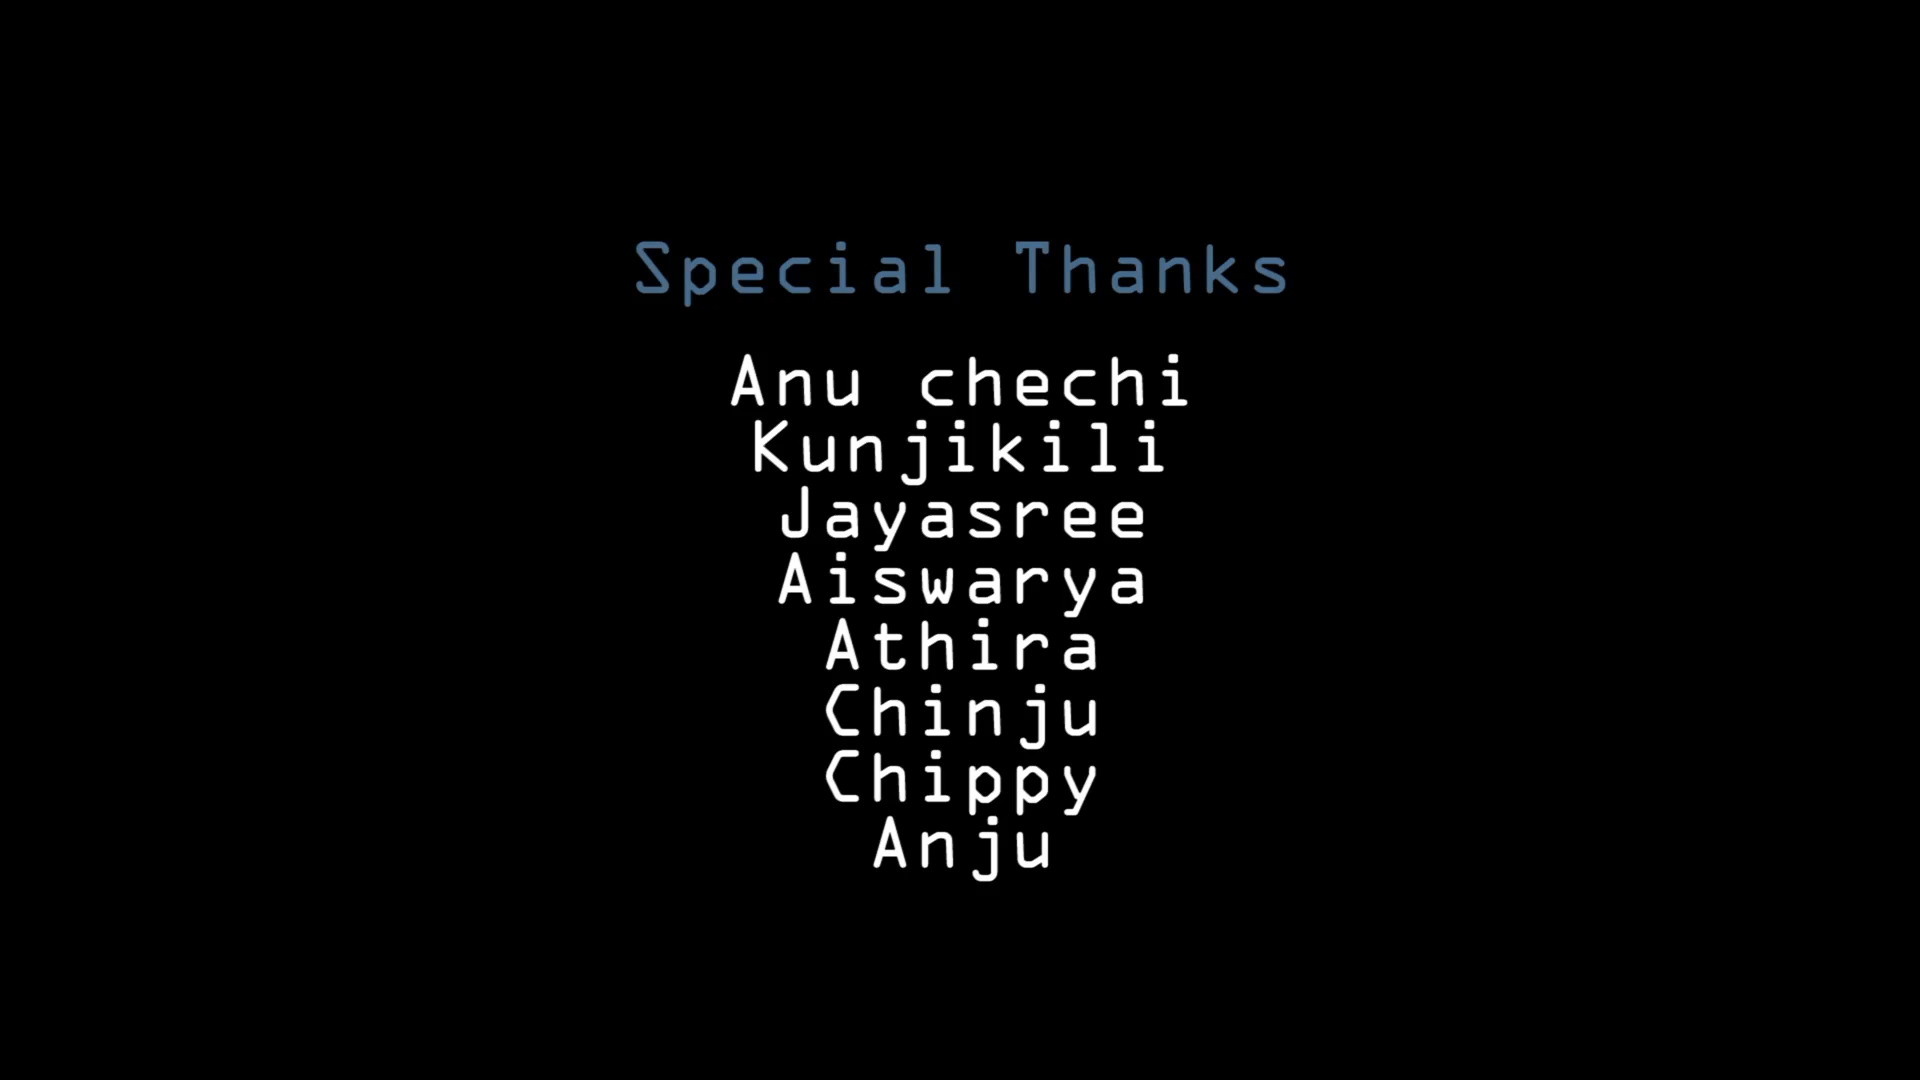 Special Thanks
Anu chechi
Kunjikili
Jayasree
Aiswarya
Athira
Chinju
Chippy
Anju